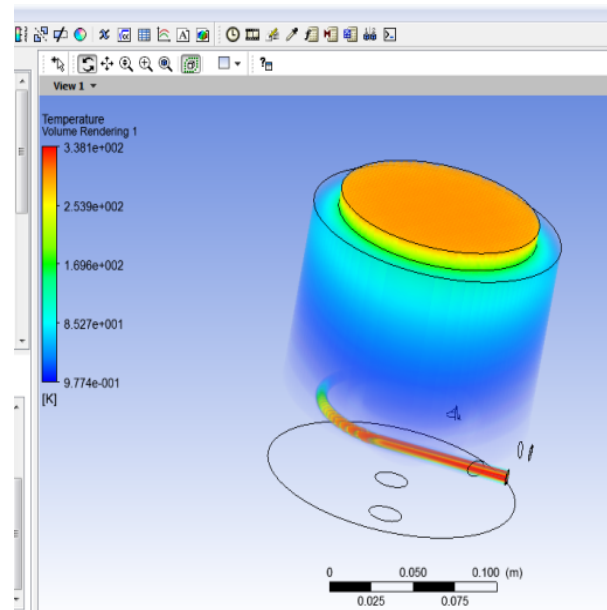 View 1
Temperature
Volume Rendering 1
3.381e+002
2.539e+002
1.696e+002
8.527e+001
9.774e-001
[K]
0 0.050 0.100 (m)
0.025 0.075